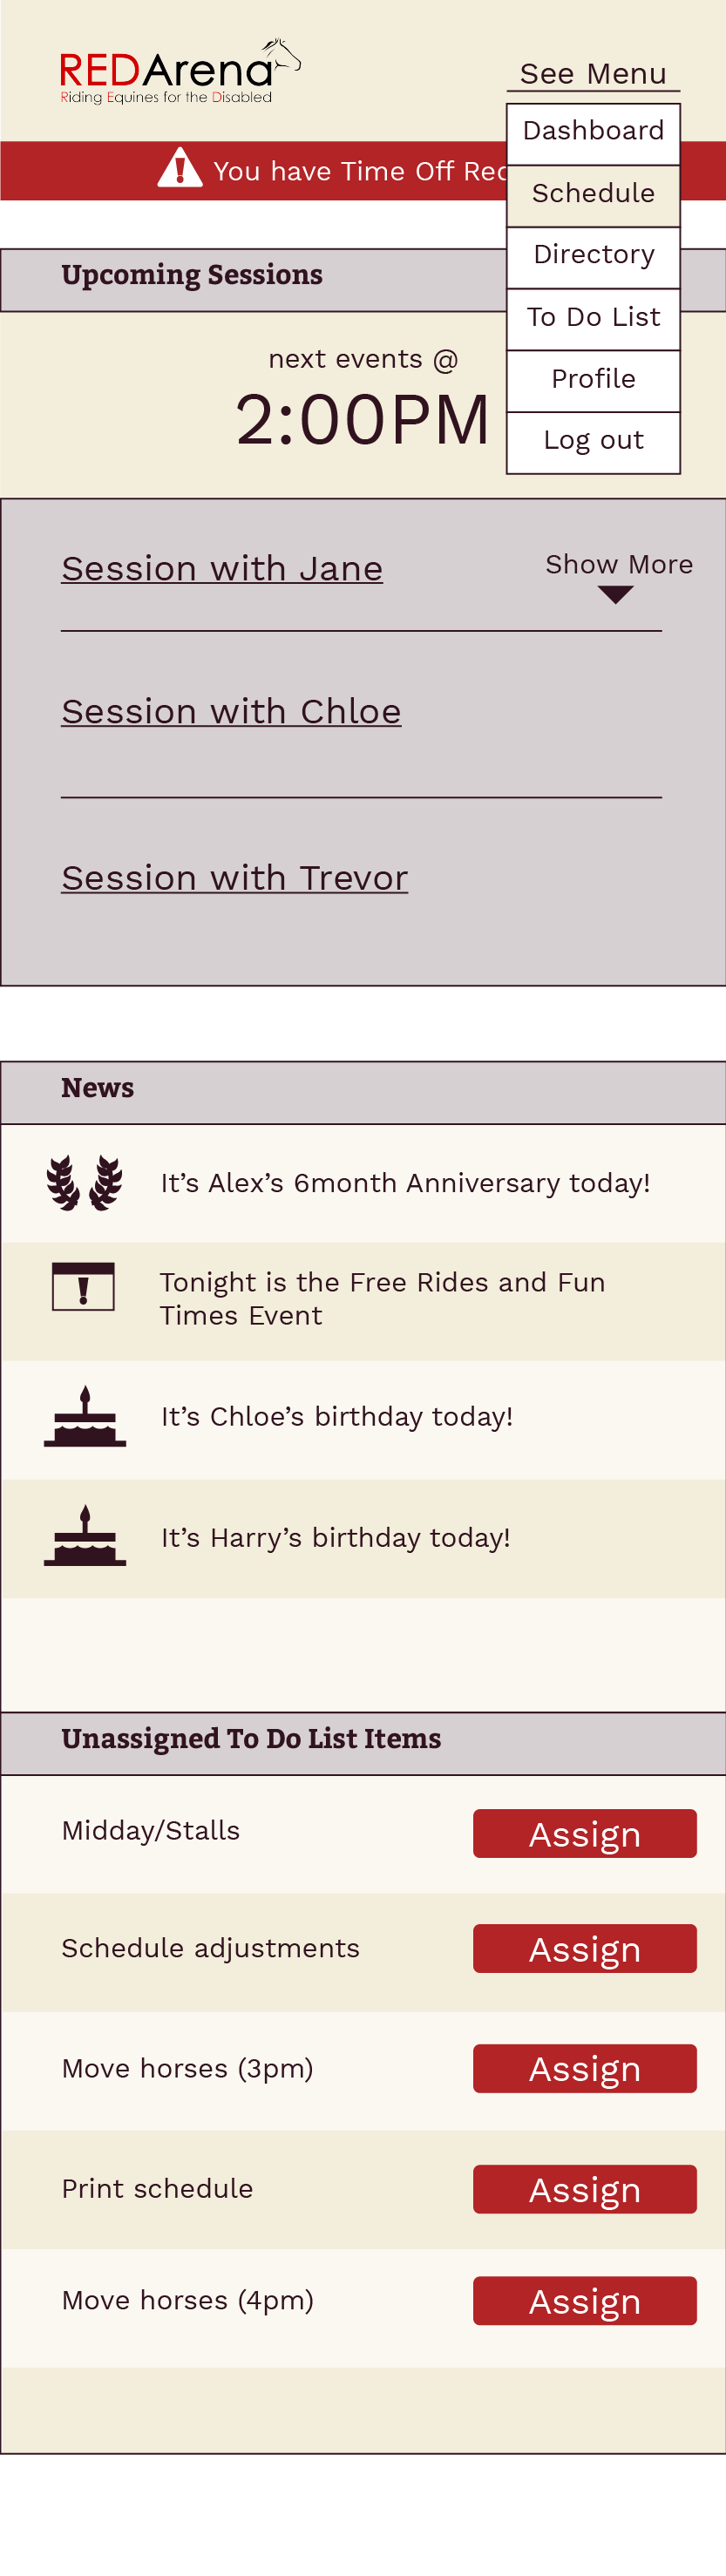 REDArena
Riding Equines for the Disabled
See Menu
Dashboard
Schedule
Directory
To Do List
Profile
Log out
You have Time Off
Upcoming Sessions
next events @
2:00PM
Session with Jane
Show More
Session with Chloe
Session with Trevor
News
It’s Alex’s 6month Anniversary today!
Tonight is the Free Rides and Fun
Times Event
It’s Chloe’s birthday today!
It’s Harry’s birthday today!
Unassigned To Do List Items
Midday/Stalls
Assign
Schedule adjustments
Assign
Move horses (3pm)
Assign
Print schedule
Assign
Move horses (4pm)
Assign